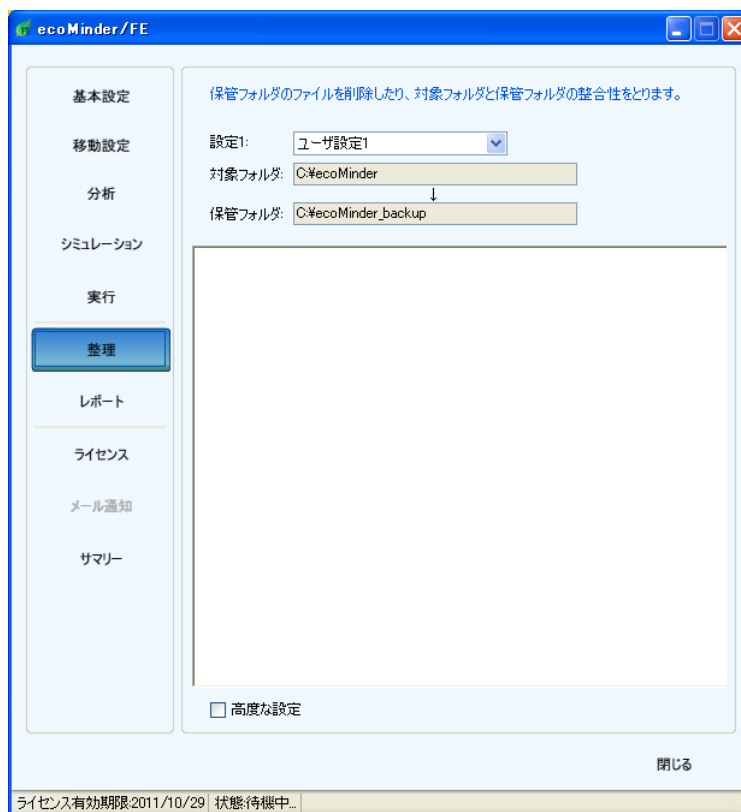 ecoMinder/FE
基本設定
移動設定
分析
シミュレーション
実行
整理
レポート
ライセンス
メール通知
サマリー
保管フォルダのファイルを削除したり、対象フォルダと保管フォルダの整合性をとります。
設定1: ユーザ設定1
対象フォルダ: C:¥ecoMinder
↓
保管フォルダ: C:¥ecoMinder_backup
高度な設定
閉じる
ライセンス有効期限:2011/10/29 状態:待機中...